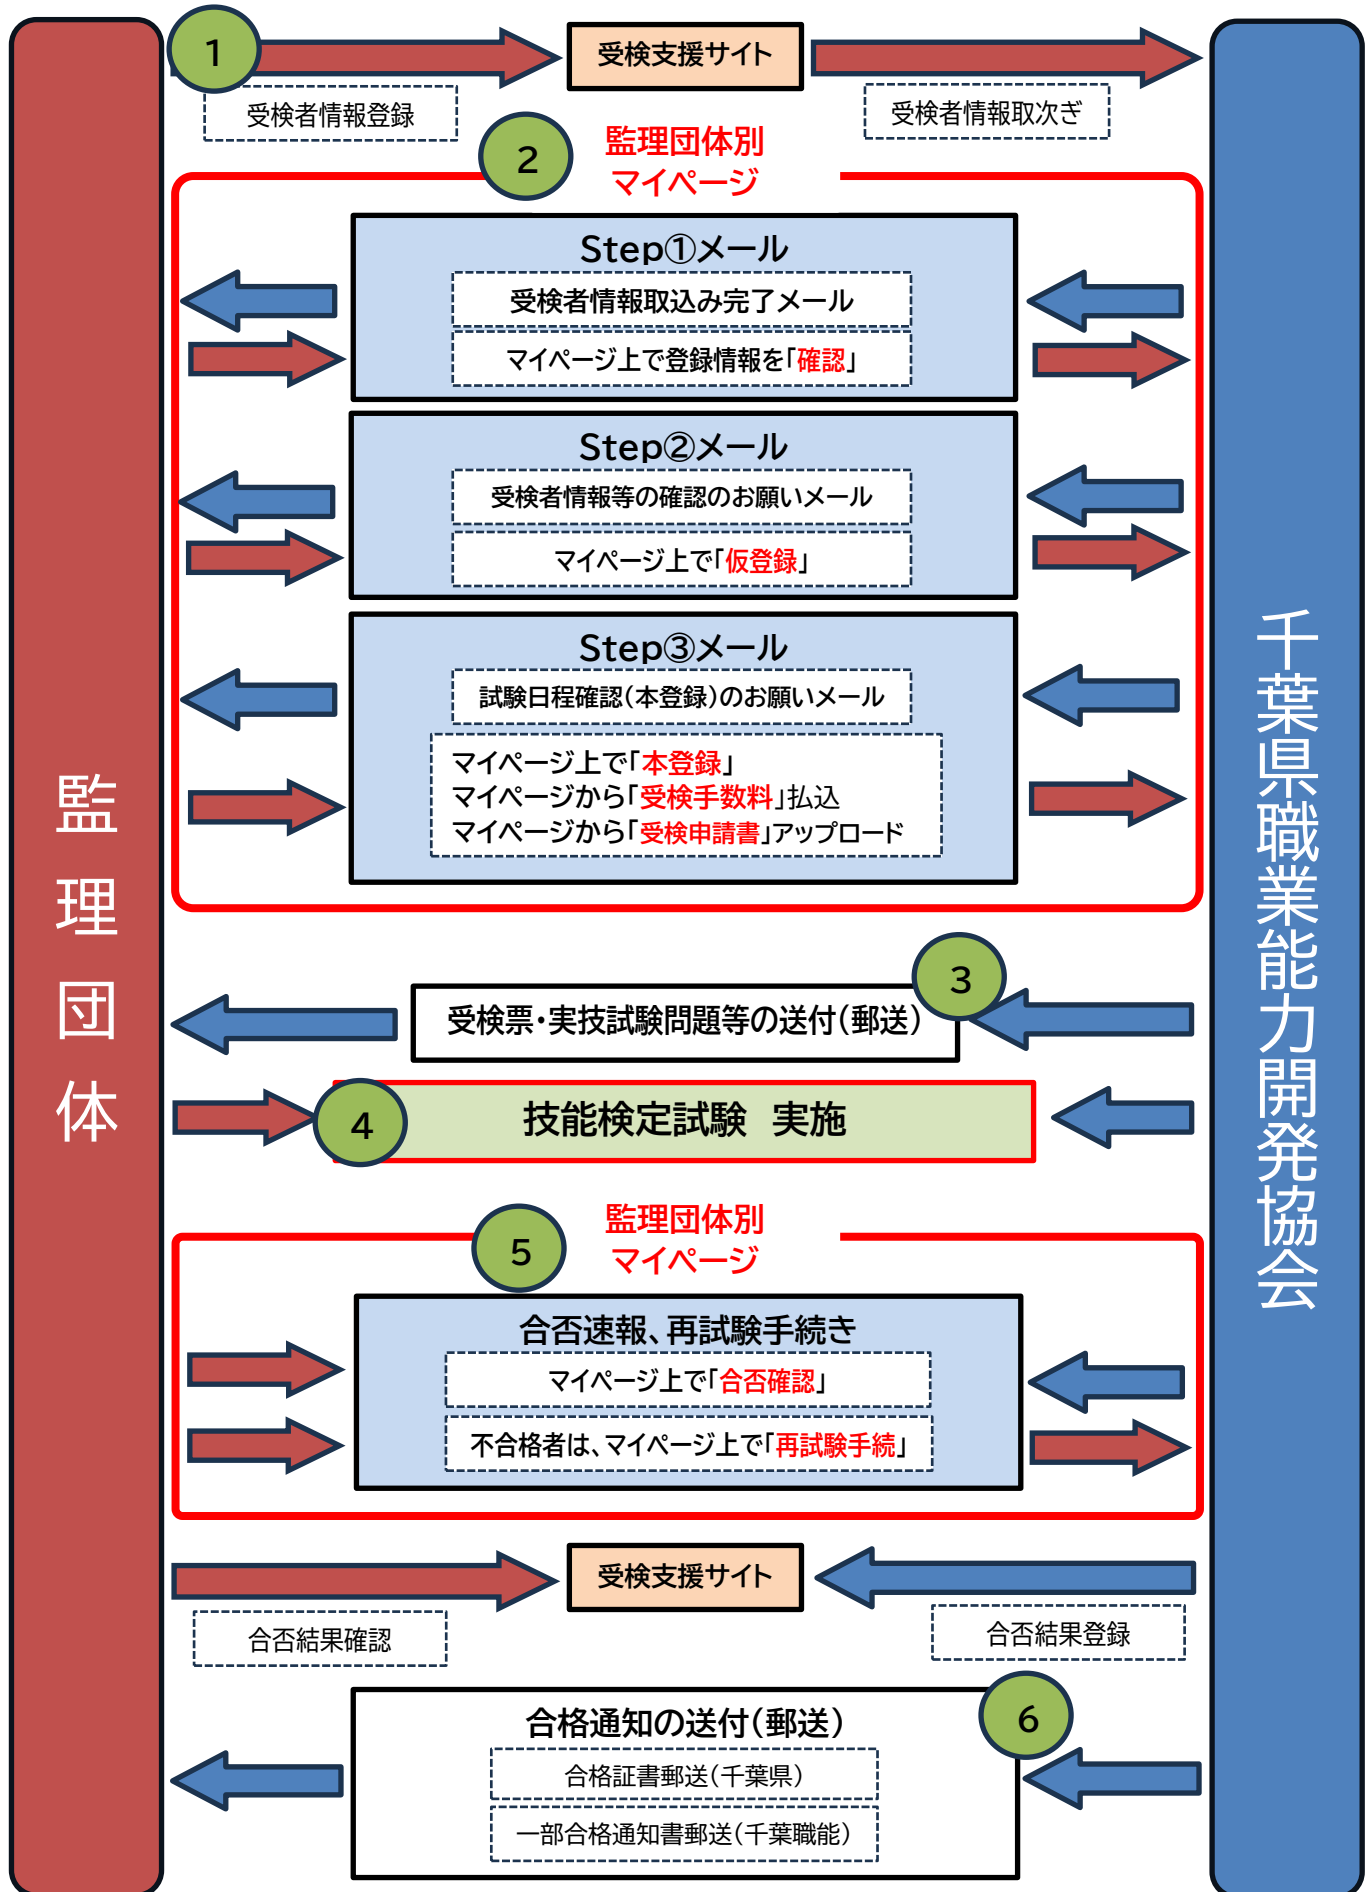 1
受検支援サイト
受検者情報登録
受検者情報取次ぎ
2
監理団体別
マイページ
Step①メール
受検者情報取込み完了メール
マイページ上で登録情報を「確認」
Step②メール
受検者情報等の確認のお願いメール
マイページ上で「仮登録」
Step③メール
試験日程確認(本登録)のお願いメール
マイページ上で「本登録」
マイページから「受検手数料」払込
マイページから「受検申請書」アップロード
監理団体
千葉県職業能力開発協会
3
受検票・実技試験問題等の送付(郵送)
4
技能検定試験 実施
5
監理団体別
マイページ
合否速報、再試験手続き
マイページ上で「合否確認」
不合格者は、マイページ上で「再試験手続」
受検支援サイト
合否結果確認
合否結果登録
6
合格通知の送付(郵送)
合格証書郵送(千葉県)
一部合格通知書郵送(千葉職能)